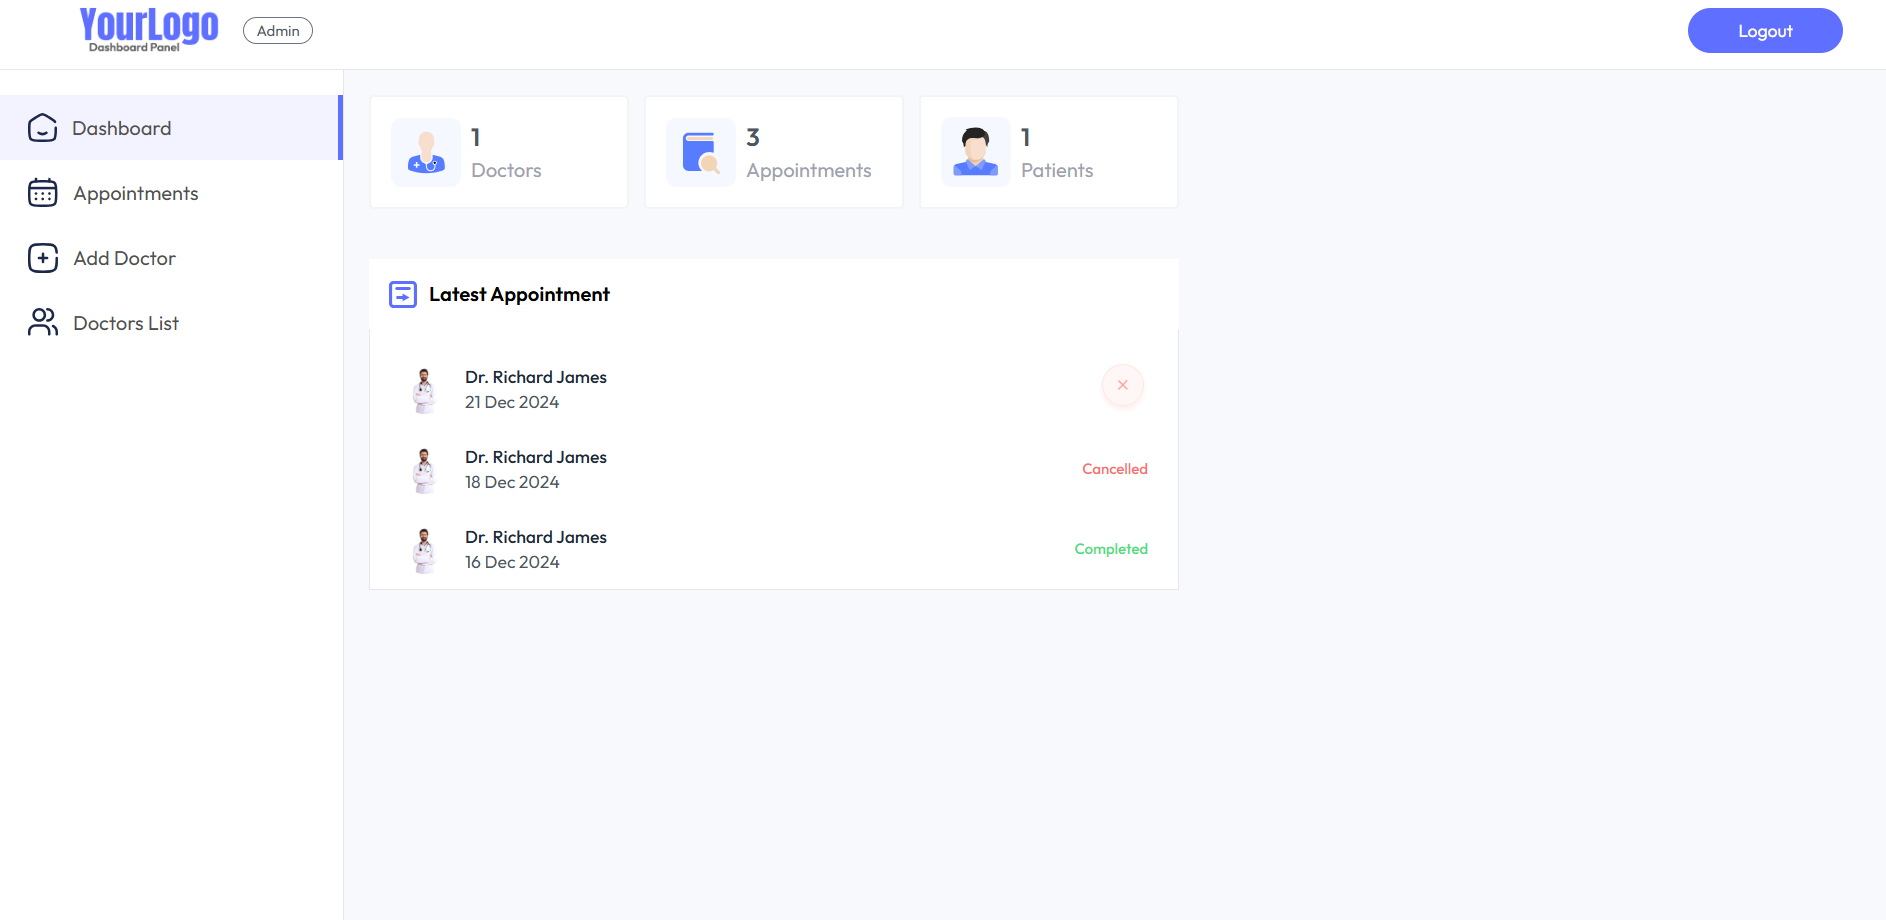 YourLogo
Dashboard Panel
Admin
Logout
Dashboard
Appointments
Add Doctor
Doctors List
1
Doctors
3
Appointments
1
Patients
Latest Appointment
Dr. Richard James
21 Dec 2024
Dr. Richard James
18 Dec 2024
Cancelled
Dr. Richard James
16 Dec 2024
Completed